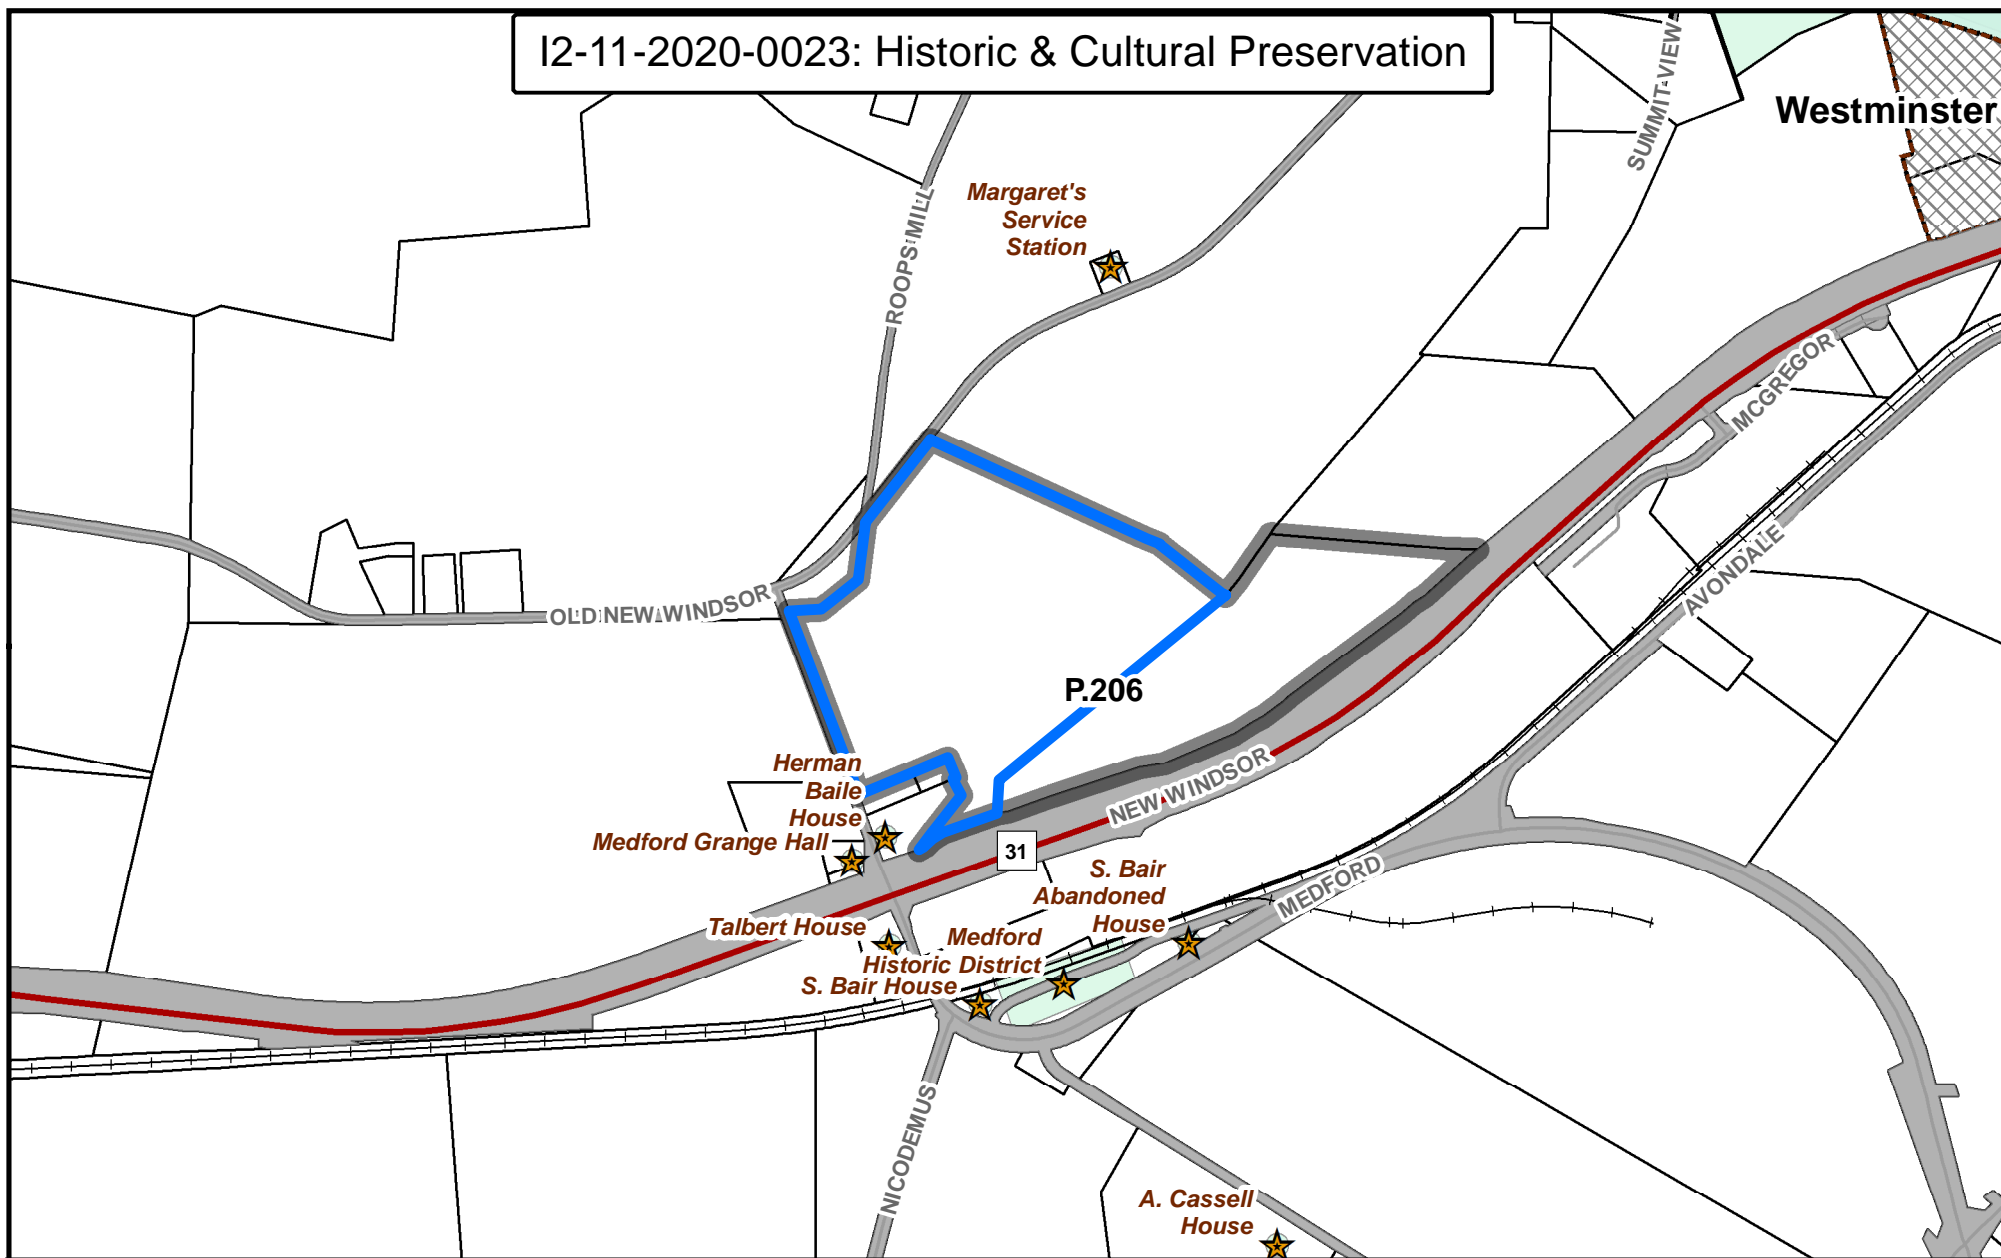 I2-11-2020-0023: Historic & Cultural Preservation
SUMMIT VIEW
Westminster
Margaret's
Service
Station
ROOPS MILL
MCGREGOR
AVONDALE
OLD NEW WINDSOR
P.206
NEW WINDSOR
Herman
Baile
House
Medford Grange Hall
31
S. Bair
Abandoned
House
MEDFORD
Talbert House
Medford
Historic District
S. Bair House
NICODEMUS
A. Cassell
House